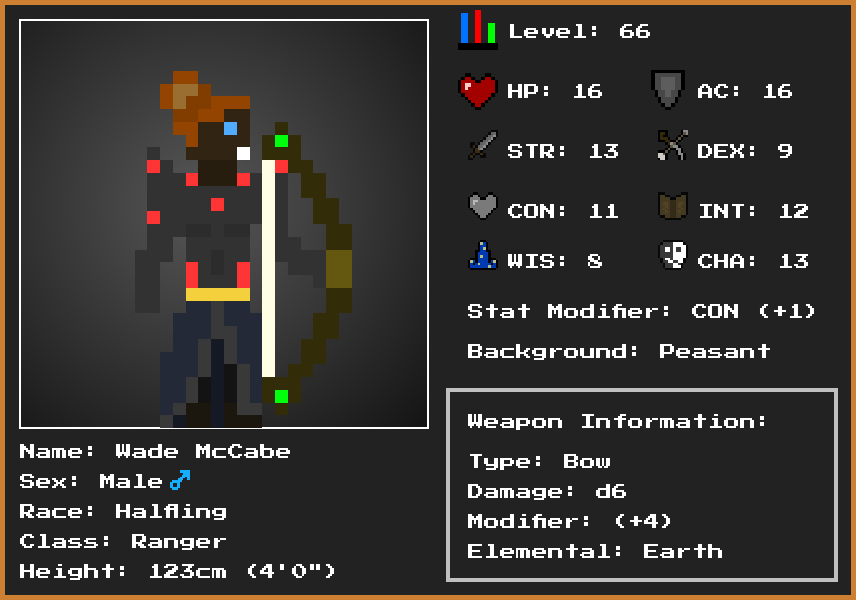 Level: 66
HP: 16
AC: 16
STR: 13
DEX: 9
CON: 11
INT: 12
WIS: 8
CHA: 13
Stat Modifier: CON (+1)
Background: Peasant
Weapon Information:
Type: Bow
Damage: d6
Modifier: (+4)
Elemental: Earth
Name: Wade McCabe
Sex: Male ♂
Race: Halfling
Class: Ranger
Height: 123cm (4'0")